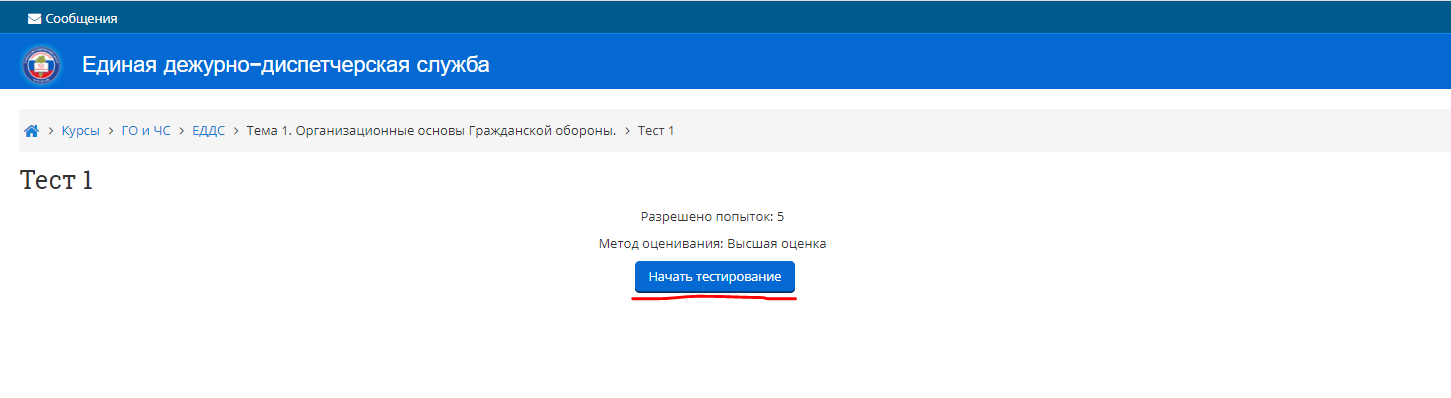 Сообщения
Единая дежурно-диспетчерская служба
Курсы > ГО и ЧС > ЕДДС > Тема 1. Организационные основы Гражданской обороны. > Тест 1
Тест 1
Разрешено попыток: 5
Метод оценивания: Высшая оценка
Начать тестирование